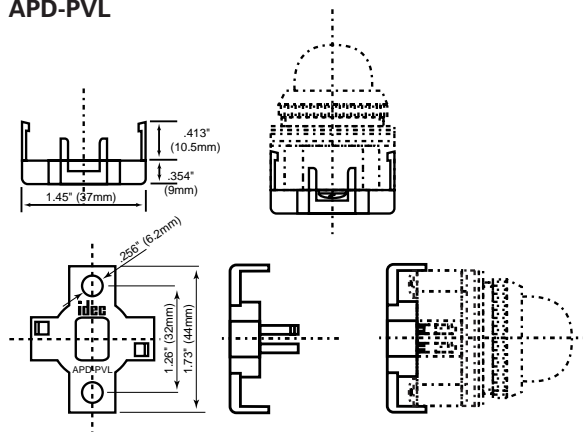 APD-PVL
.413"
(10.5mm)
.354"
(9mm)
1.45" (37mm)
.256" (6.2mm)
idec
APD-PVL
1.26" (32mm)
1.73" (44mm)